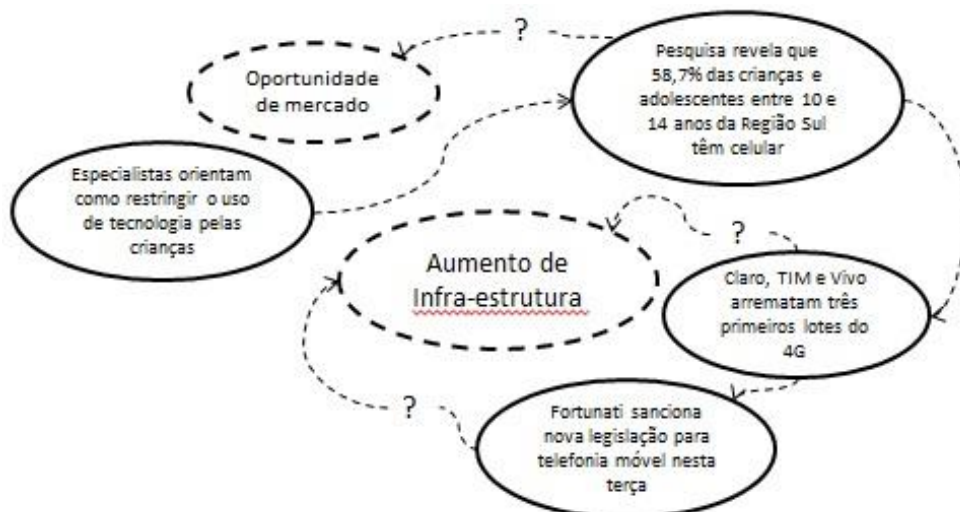 ?
Oportunidade
de mercado
Pesquisa revela que
58,7% das crianças e
adolescentes entre 10 e
14 anos da Região Sul
têm celular
Especialistas orientam
como restringir o uso
de tecnologia pelas
crianças
?
Aumento de
Infra-estrutura
Claro, TIM e Vivo
arrematam três
primeiros lotes do
4G
?
Fortunati sanciona
nova legislação para
telefonia móvel nesta
terça